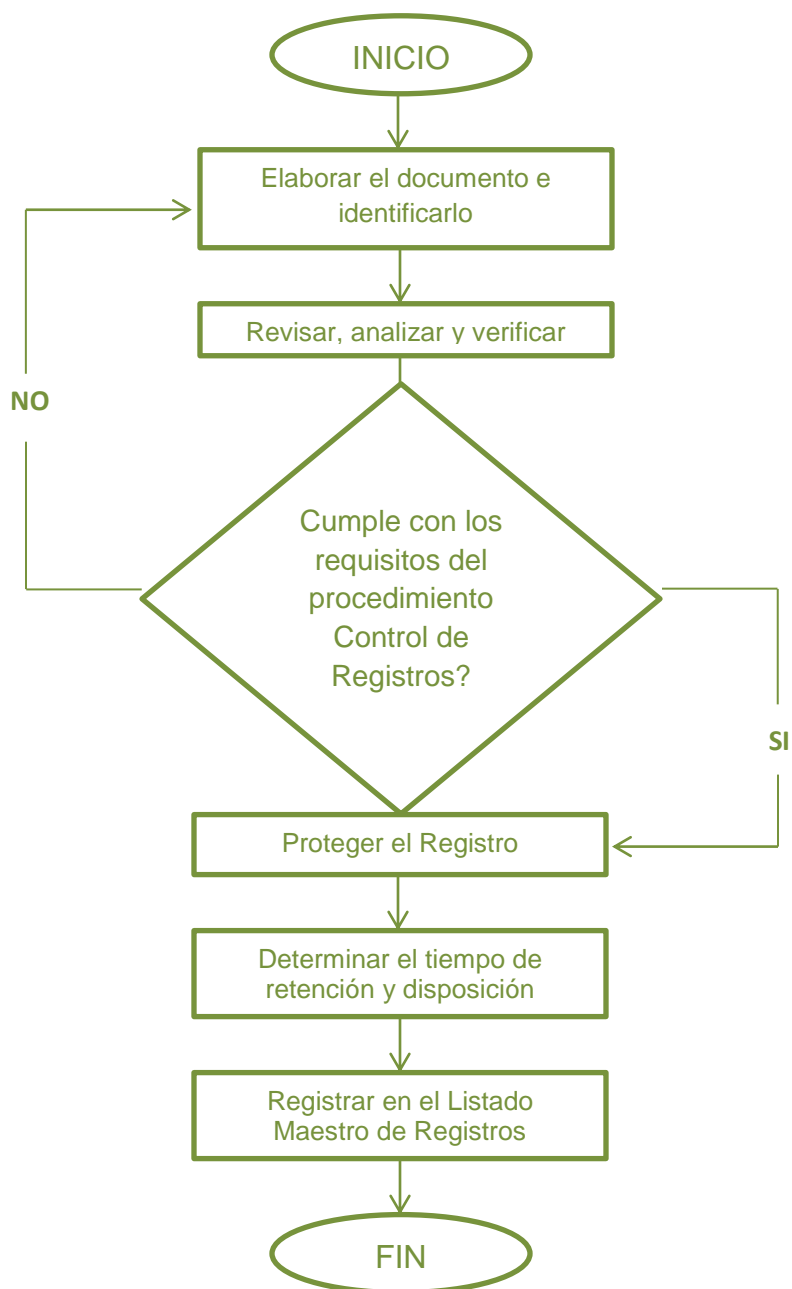 INICIO
Elaborar el documento e
identificarlo
Revisar, analizar y verificar
NO
Cumple con los
requisitos del
procedimiento
Control de
Registros?
SI
Proteger el Registro
Determinar el tiempo de
retención y disposición
Registrar en el Listado
Maestro de Registros
FIN